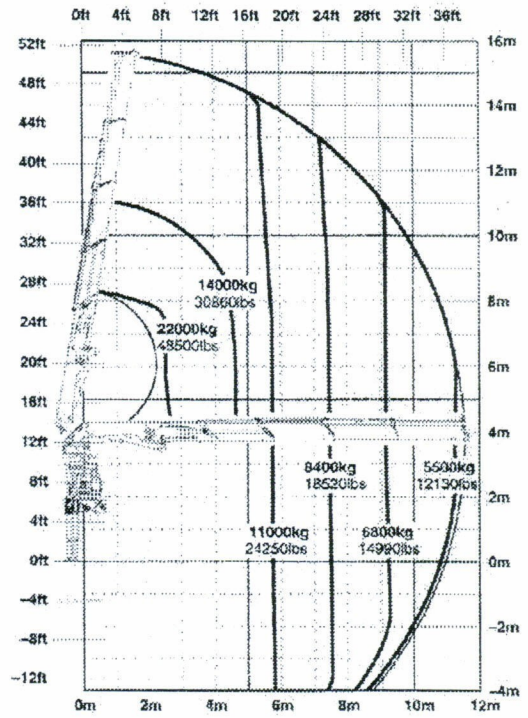 0ft 4ft 8ft 12ft 16ft 20ft 24ft 28ft 32ft 36ft
52ft 16m
48ft
44ft 14m
40ft
36ft
32ft 10m
28ft
14000kg
30860lbs
8m
24ft
22000kg
48500lbs
20ft
6m
16ft
12ft 4m
8ft
8400kg 5500kg
18520lbs 12130lbs
2m
4ft
11000kg 6800kg
24250lbs 14990lbs
0ft 0m
-4ft
-2m
-8ft
-12ft
-4m
0m 2m 4m 6m 8m 10m 12m